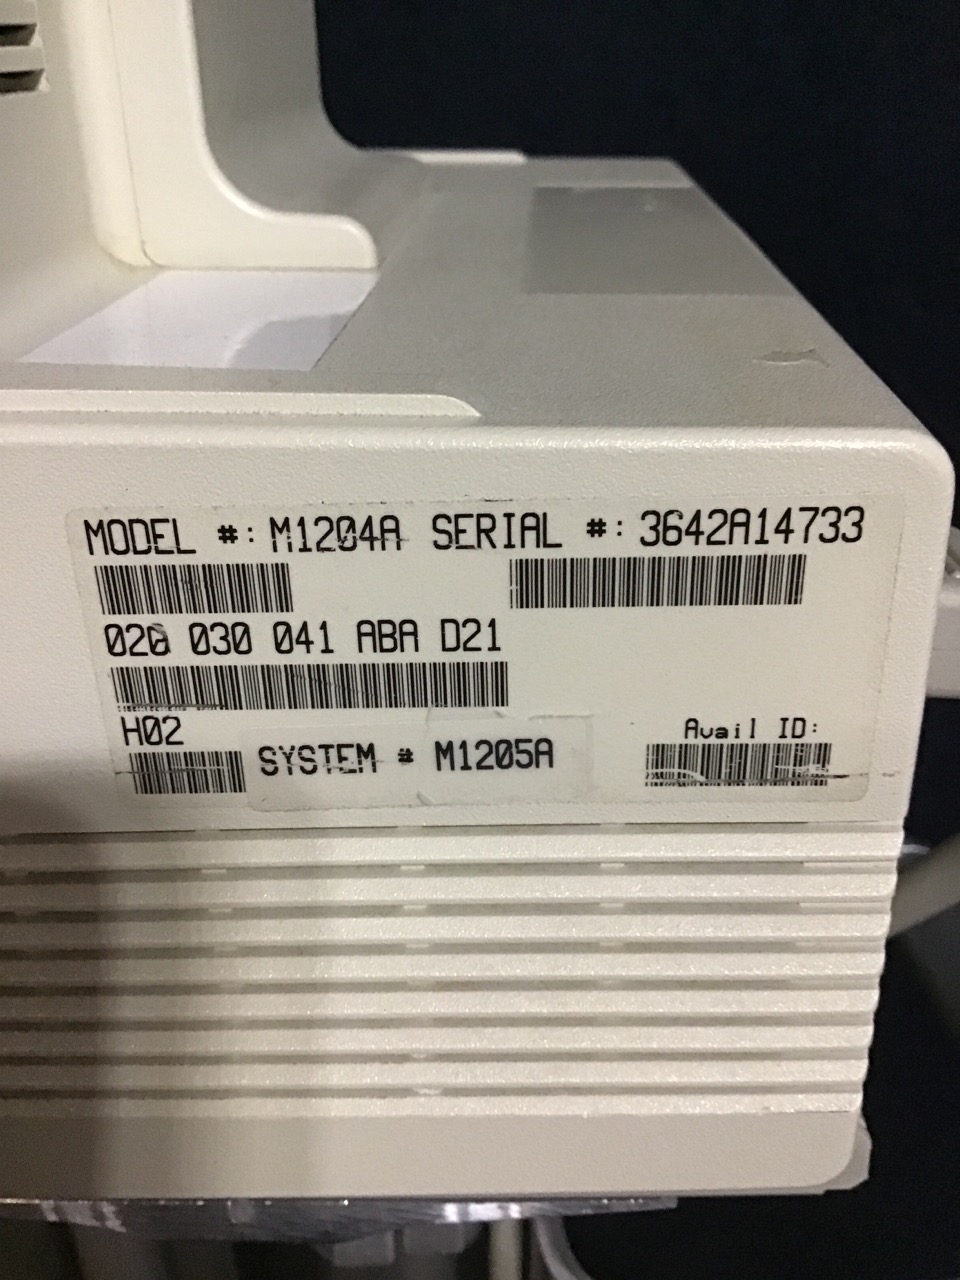 MODEL #: M1204A SERIAL #: 3642A14733
020 030 041 ABA D21
H02
SYSTEM # M1205A
Avail ID: